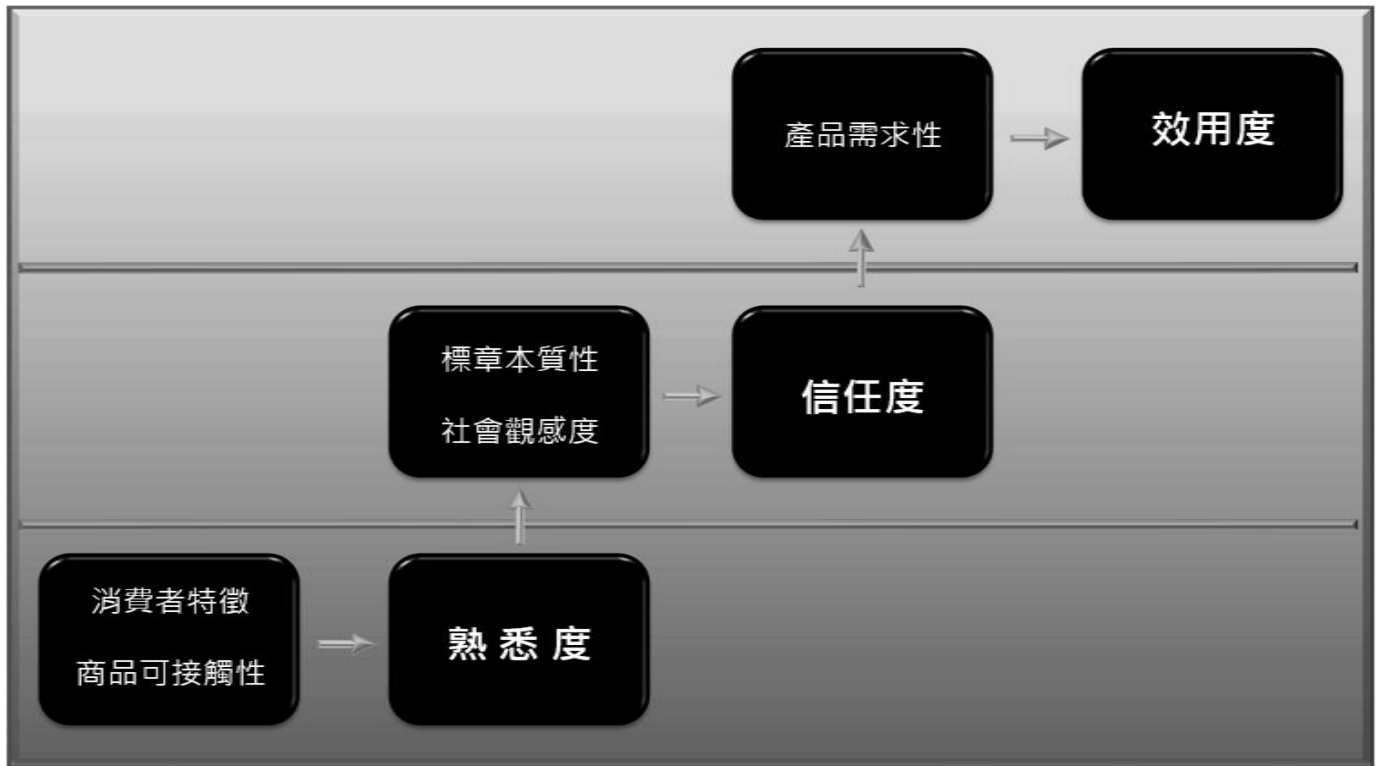 產品需求性
效用度
標章本質性
社會觀感度
信任度
消費者特徵
商品可接觸性
熟悉度